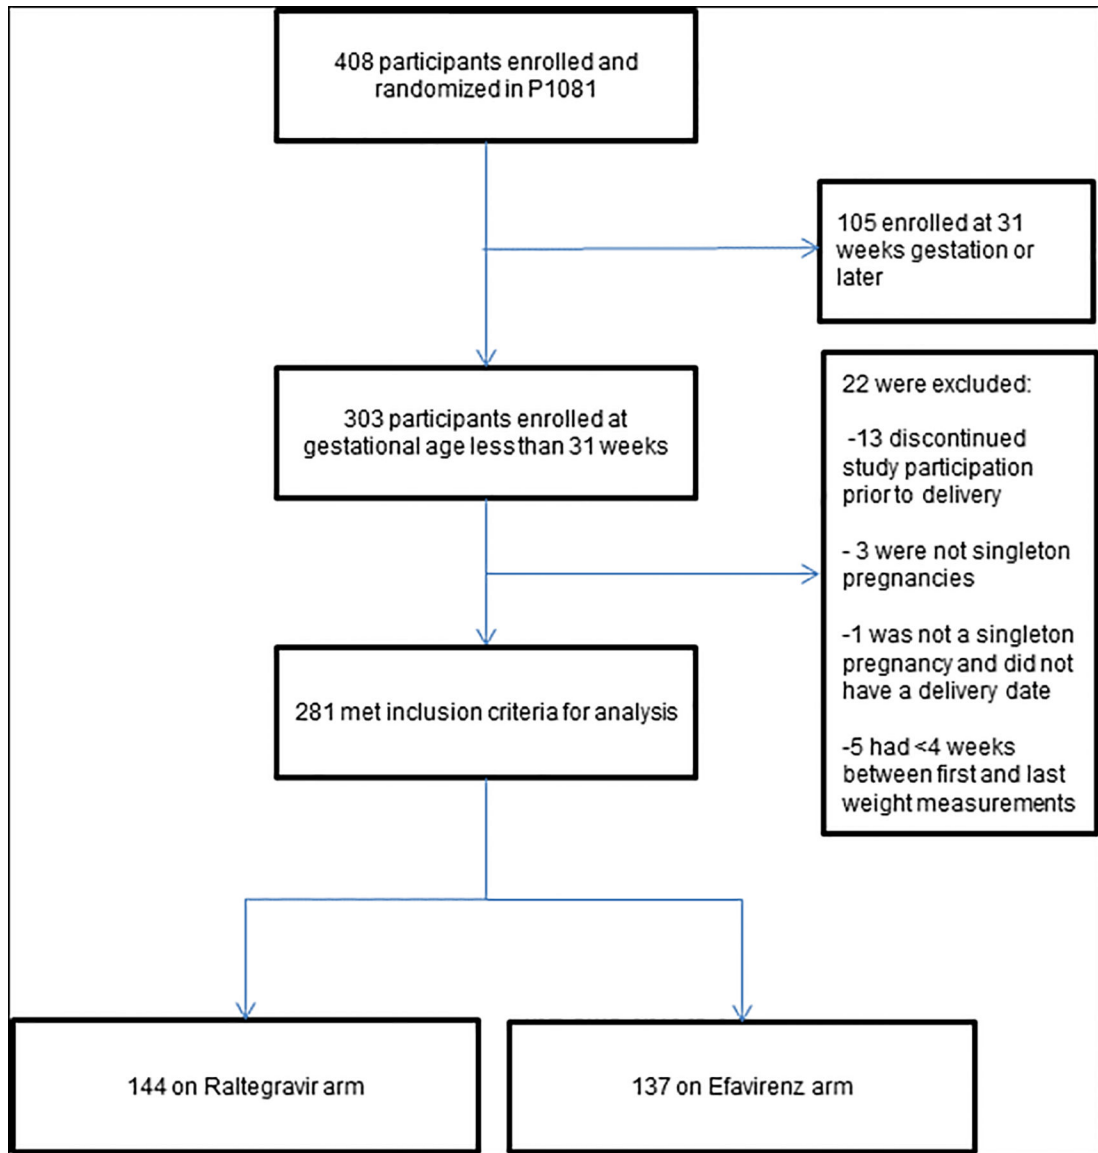 408 participants enrolled and
randomized in P1081
105 enrolled at 31
weeks gestation or
later
303 participants enrolled at
gestational age less than 31 weeks
22 were excluded:
-13 discontinued
study participation
prior to delivery
- 3 were not singleton
pregnancies
-1 was not a singleton
pregnancy and did not
have a delivery date
-5 had <4 weeks
between first and last
weight measurements
281 met inclusion criteria for analysis
144 on Raltegravir arm
137 on Efavirenz arm